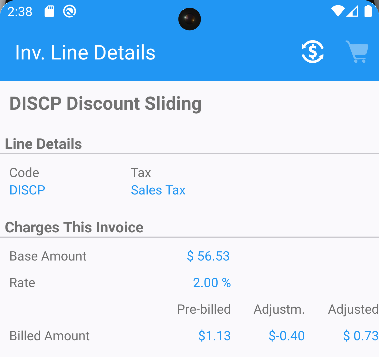 2:38
Inv. Line Details
DISCP Discount Sliding
Line Details
Code Tax
DISCP Sales Tax
Charges This Invoice
Base Amount $ 56.53
Rate 2.00 %
Pre-billed Adjustm. Adjusted
Billed Amount $1.13 $-0.40 $ 0.73